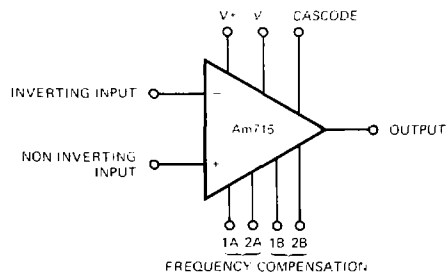 V+ V CASCODE
INVERTING INPUT
−
Am715
OUTPUT
NON INVERTING
INPUT
+
1A 2A 1B 2B
FREQUENCY COMPENSATION